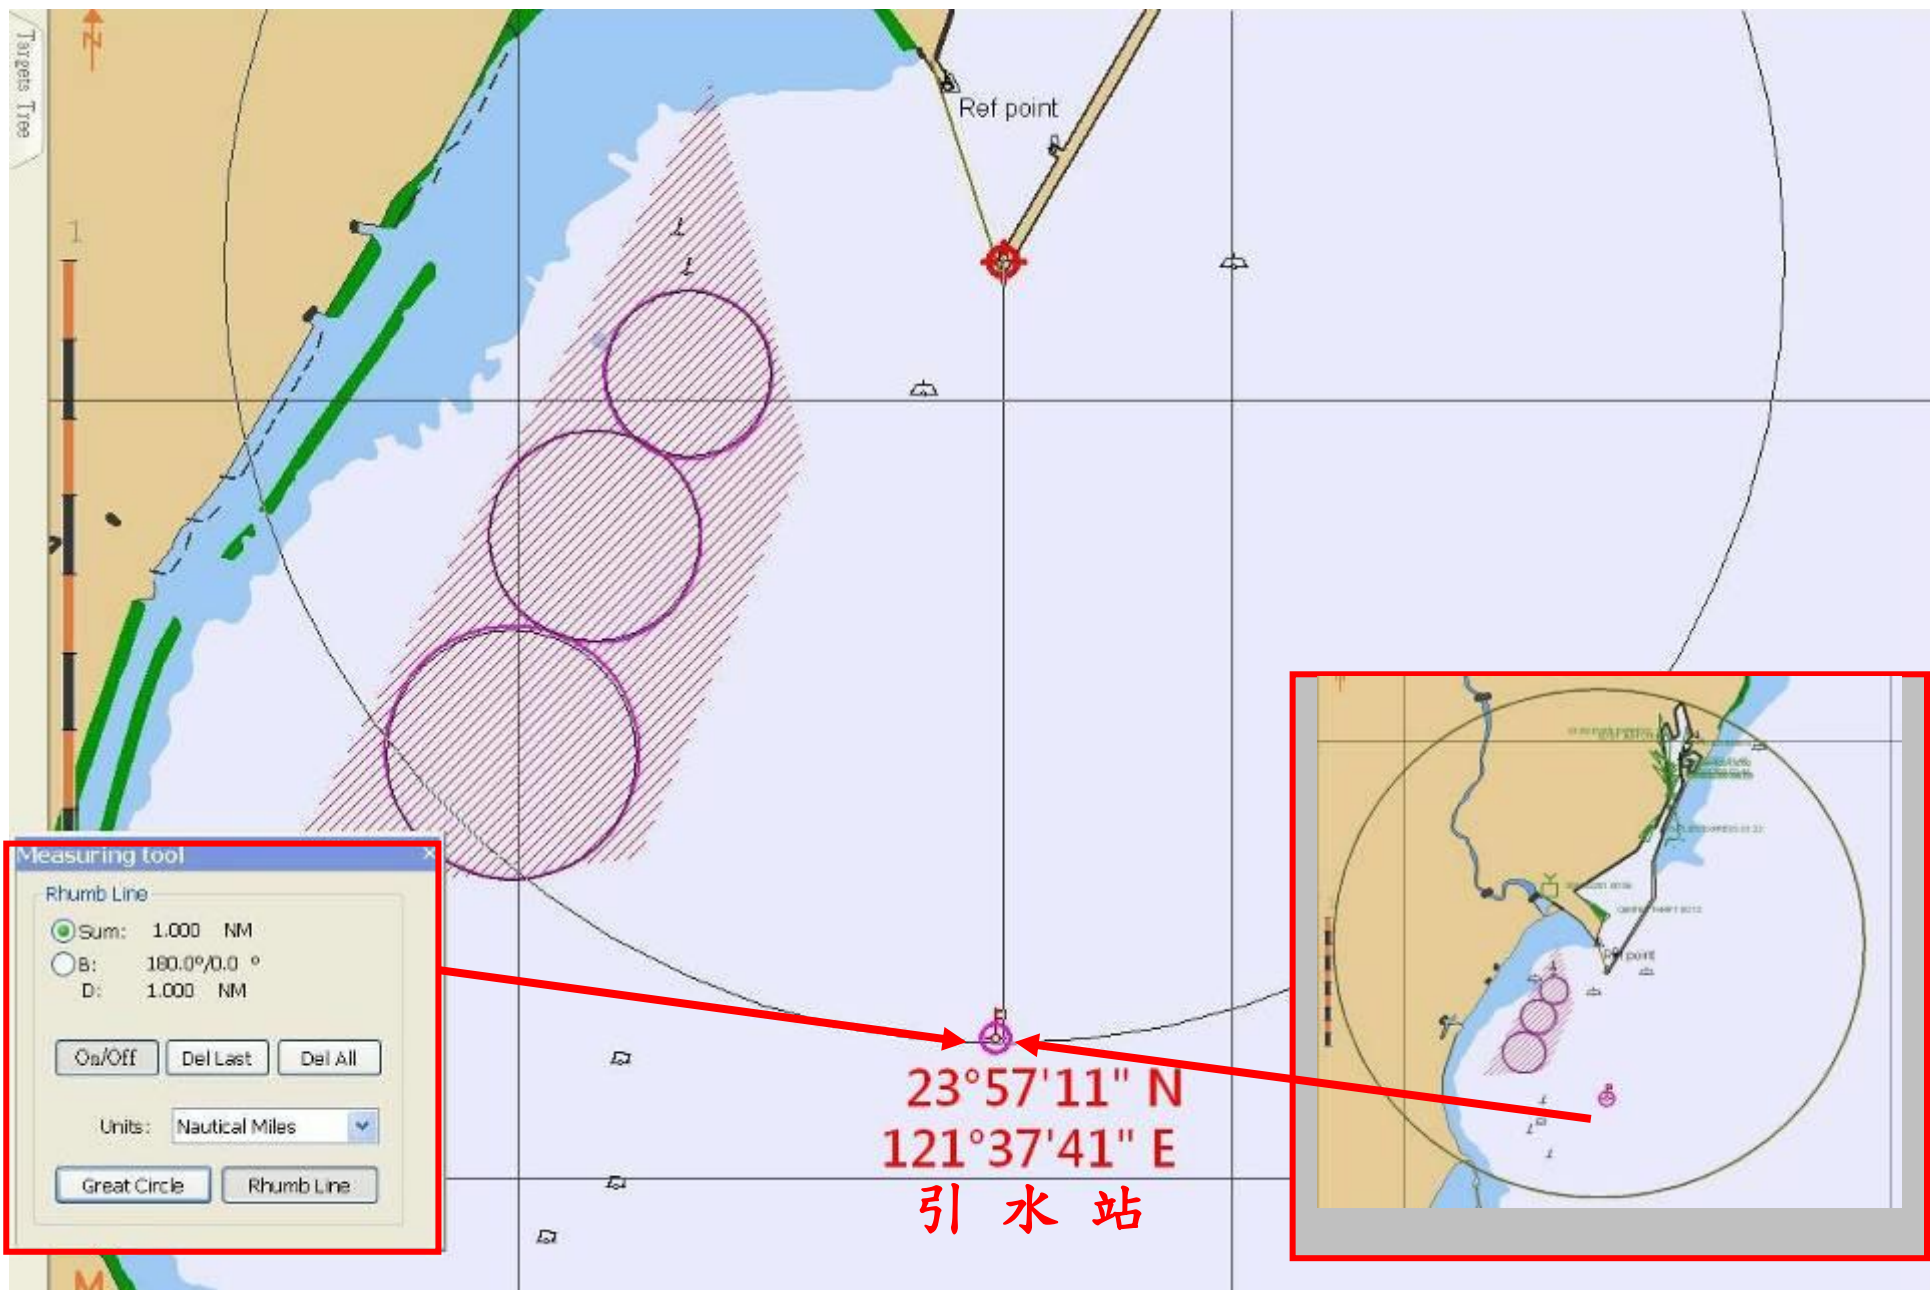 Targets Tree
N
Ref point
1
23°57'11" N
121°37'41" E
引水站
Measuring tool
×
Rhumb Line
Sum: 1.000 NM
B: 180.0°/0.0 °
D: 1.000 NM
On/Off Del Last Del All
Units: Nautical Miles
Great Circle Rhumb Line
M
Ref point